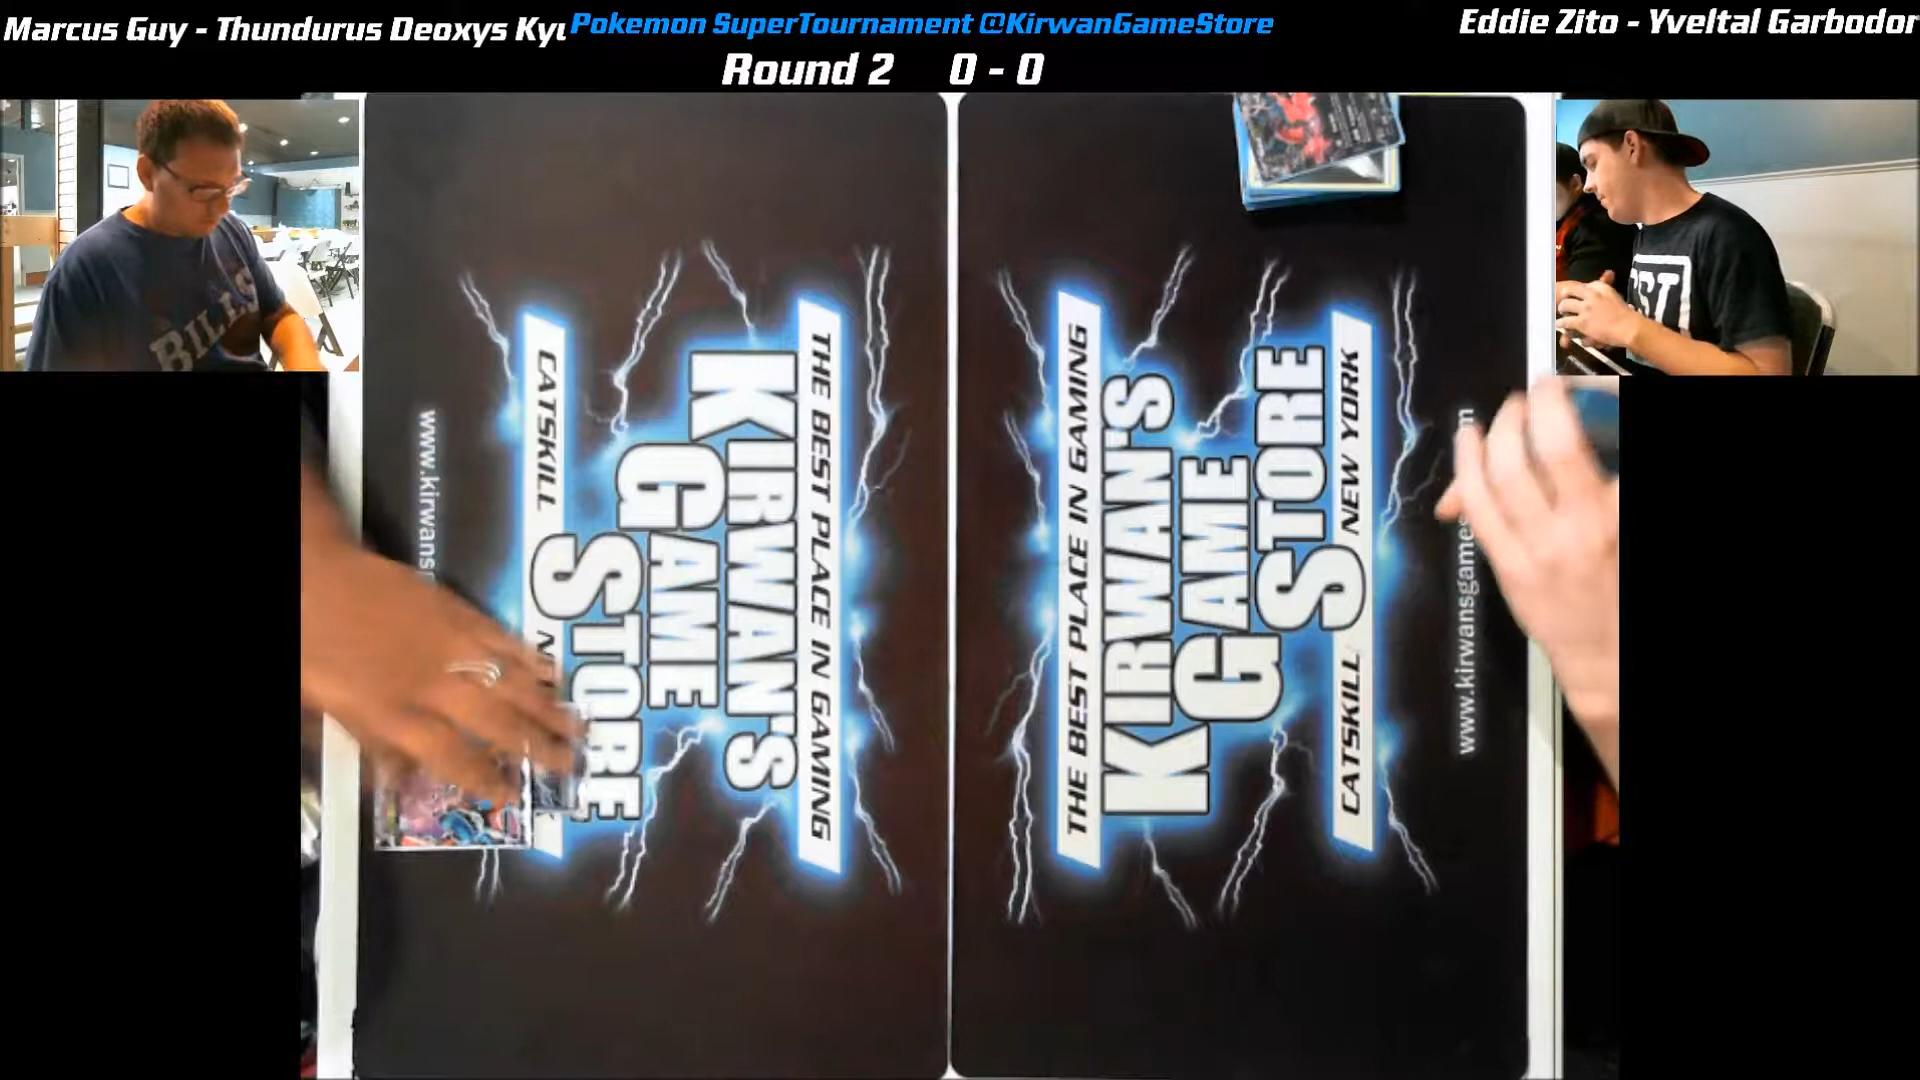 Marcus Guy - Thundurus Deoxys Kyu
Pokemon SuperTournament @KirwanGameStore
Eddie Zito - Yveltal Garbodor
Round 2 0 - 0
BILLS
THE BEST PLACE IN GAMING
KIRWAN'S
GAME
STORE
CATSKILL
www.kirwans
THE BEST PLACE IN GAMING
KIRWAN'S
GAME
STORE
CATSKILL NEW YORK
www.kirwansgames